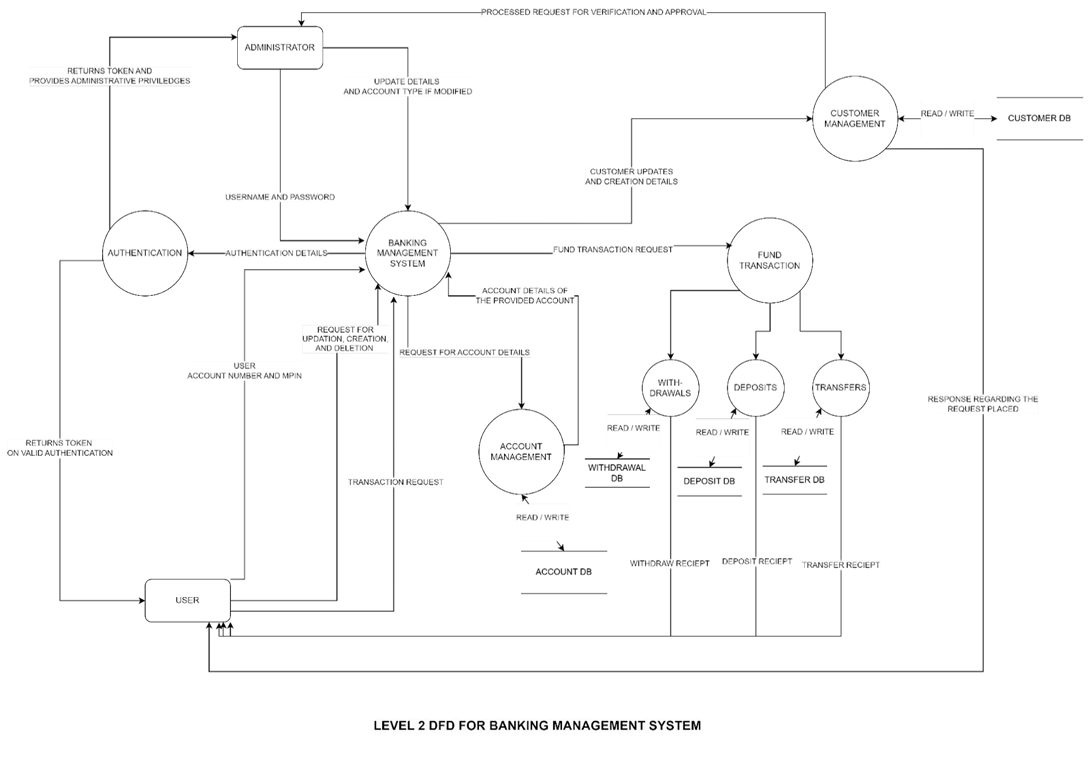 PROCESSED REQUEST FOR VERIFICATION AND APPROVAL
ADMINISTRATOR
RETURNS TOKEN AND
PROVIDES ADMINISTRATIVE PRIVILEDGES
UPDATE DETAILS
AND ACCOUNT TYPE IF MODIFIED
CUSTOMER
MANAGEMENT
READ / WRITE
CUSTOMER DB
CUSTOMER UPDATES
AND CREATION DETAILS
USERNAME AND PASSWORD
AUTHENTICATION
AUTHENTICATION DETAILS
BANKING
MANAGEMENT
SYSTEM
FUND TRANSACTION REQUEST
FUND
TRANSACTION
ACCOUNT DETAILS OF
THE PROVIDED ACCOUNT
REQUEST FOR
UPDATION, CREATION,
AND DELETION
REQUEST FOR ACCOUNT DETAILS
USER
ACCOUNT NUMBER AND MPIN
WITH-
DRAWALS
DEPOSITS
TRANSFERS
RESPONSE REGARDING THE
REQUEST PLACED
READ / WRITE
READ / WRITE
READ / WRITE
RETURNS TOKEN
ON VALID AUTHENTICATION
ACCOUNT
MANAGEMENT
WITHDRAWAL
DB
DEPOSIT DB
TRANSFER DB
TRANSACTION REQUEST
READ / WRITE
ACCOUNT DB
WITHDRAW RECIEPT
DEPOSIT RECIEPT
TRANSFER RECIEPT
USER
LEVEL 2 DFD FOR BANKING MANAGEMENT SYSTEM